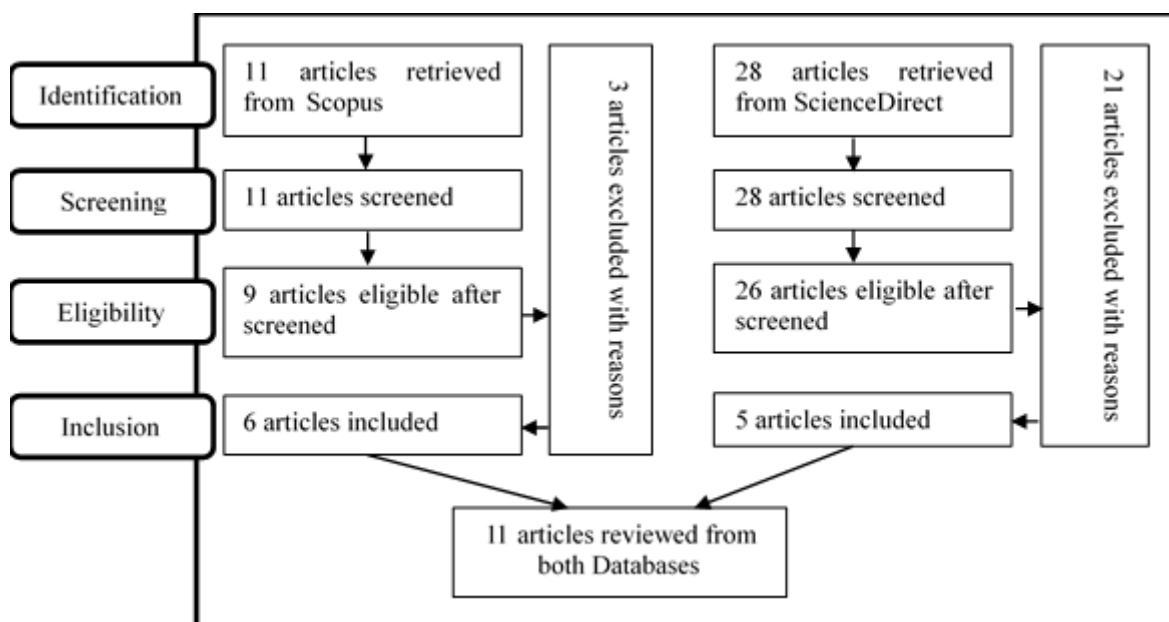 Identification
11 articles retrieved
from Scopus
28 articles retrieved
from ScienceDirect
Screening
11 articles screened
28 articles screened
Eligibility
9 articles eligible after
screened
3 articles excluded with reasons
26 articles eligible after
screened
21 articles excluded with reasons
Inclusion
6 articles included
5 articles included
11 articles reviewed from
both Databases